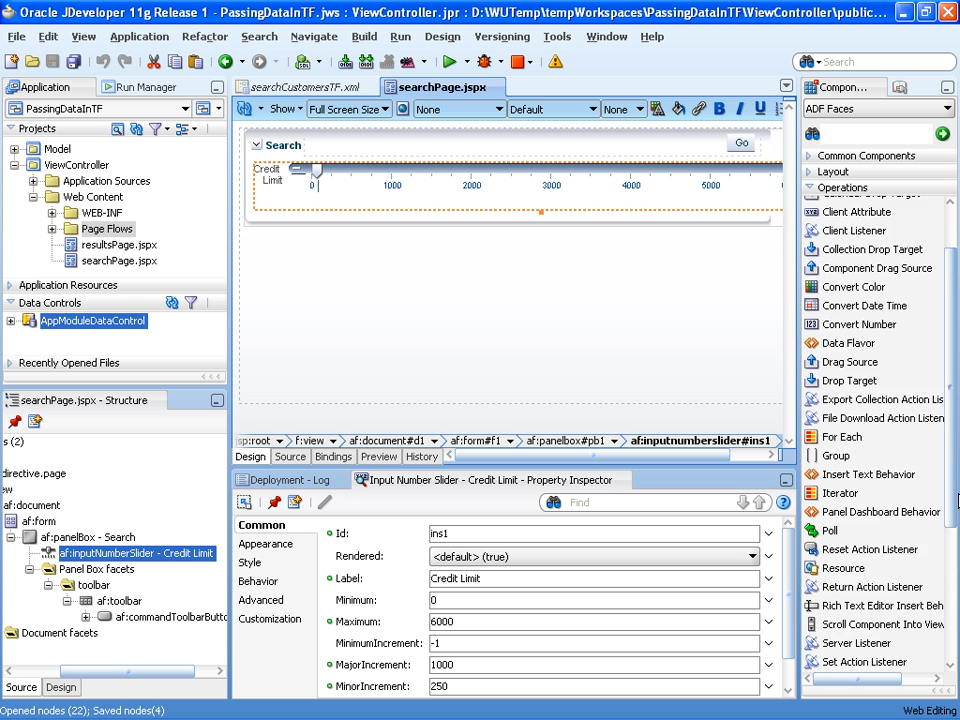 Oracle JDeveloper 11g Release 1 - PassingDataInTF.jws : ViewController.jpr : D:\WUTemp\tempWorkspaces\PassingDataInTF\ViewController\public...
File Edit View Application Refactor Search Navigate Build Run Design Versioning Tools Window Help
Search
Application
Run Manager
PassingDataInTF
Projects
Model
ViewController
Application Sources
Web Content
WEB-INF
Page Flows
resultsPage.jspx
searchPage.jspx
Application Resources
Data Controls
AppModuleDataControl
Recently Opened Files
searchPage.jspx - Structure
s (2)
directive.page
ew
af:document
af:form
af:panelBox - Search
af:inputNumberSlider - Credit Limit
Panel Box facets
toolbar
af:toolbar
af:commandToolbarButto
Document facets
Source Design
searchCustomersTF.xml searchPage.jspx
Show Full Screen Size None Default None B I U
Search Go
Credit Limit
0 1000 2000 3000 4000 5000
sp:root f:view af:document#d1 af:form#f1 af:panelbox#pb1 af:inputnumberslider#ins1
Design Source Bindings Preview History
Deployment - Log Input Number Slider - Credit Limit - Property Inspector
Find
Common
Appearance
Style
Behavior
Advanced
Customization
Id: ins1
Rendered: <default> (true)
Label: Credit Limit
Minimum: 0
Maximum: 6000
MinimumIncrement: -1
MajorIncrement: 1000
MinorIncrement: 250
Compon...
ADF Faces
Common Components
Layout
Operations
Client Attribute
Client Listener
Collection Drop Target
Component Drag Source
Convert Color
Convert Date Time
Convert Number
Data Flavor
Drag Source
Drop Target
Export Collection Action Lis
File Download Action Listen
For Each
Group
Insert Text Behavior
Iterator
Panel Dashboard Behavior
Poll
Reset Action Listener
Resource
Return Action Listener
Rich Text Editor Insert Beh
Scroll Component Into View
Server Listener
Set Action Listener
Opened nodes (22); Saved nodes(4)
Web Editing